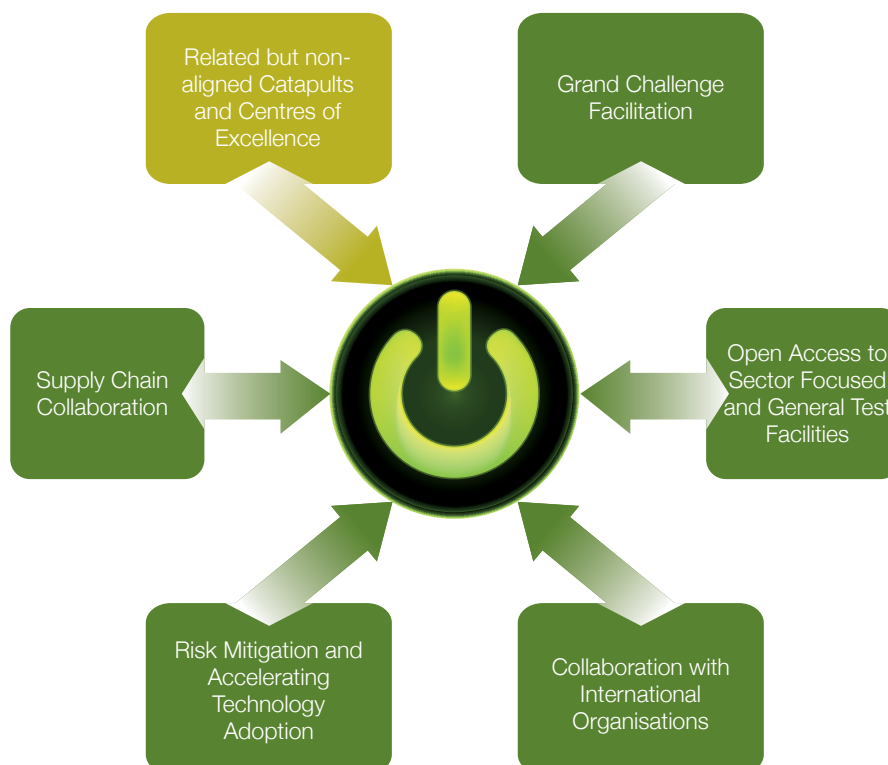 Related but non-
aligned Catapults
and Centres of
Excellence
Grand Challenge
Facilitation
Supply Chain
Collaboration
Open Access to
Sector Focused
and General Test
Facilities
Risk Mitigation and
Accelerating
Technology
Adoption
Collaboration with
International
Organisations